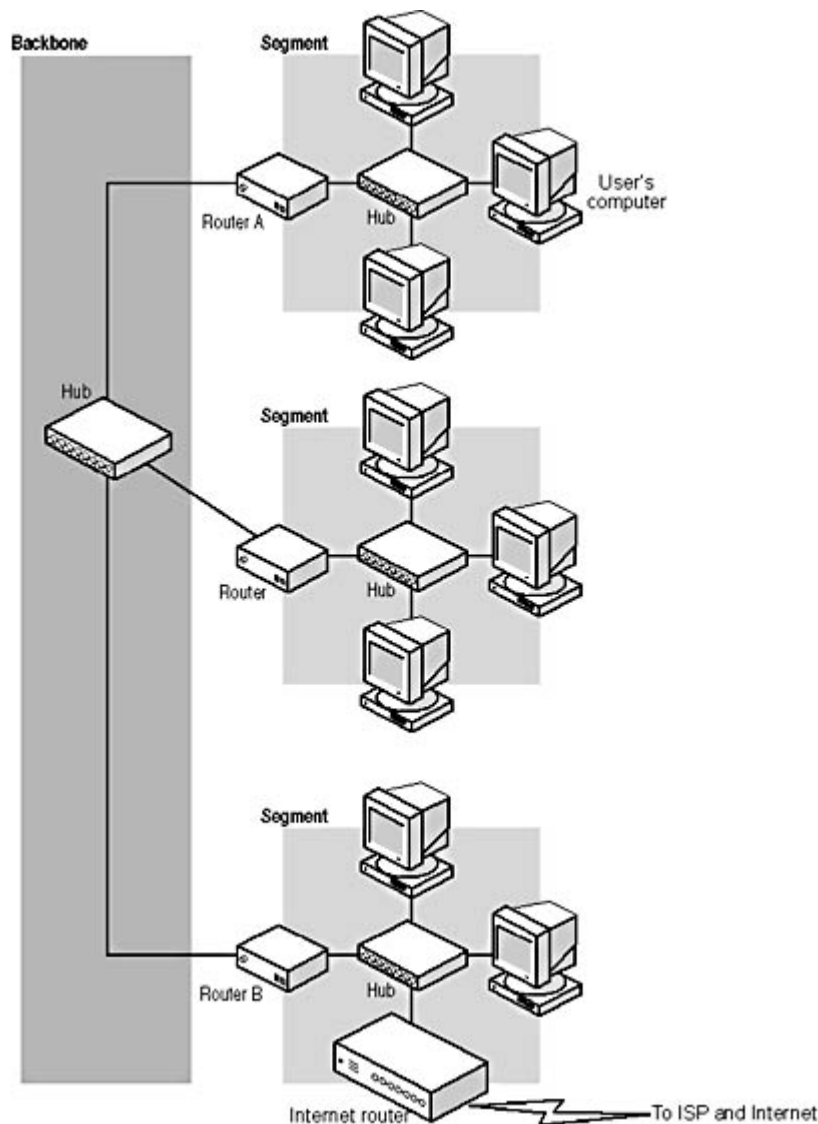 Backbone
Segment
User's
computer
Router A
Hub
Hub
Segment
Router
Hub
Segment
Router B
Hub
Internet router
To ISP and Internet